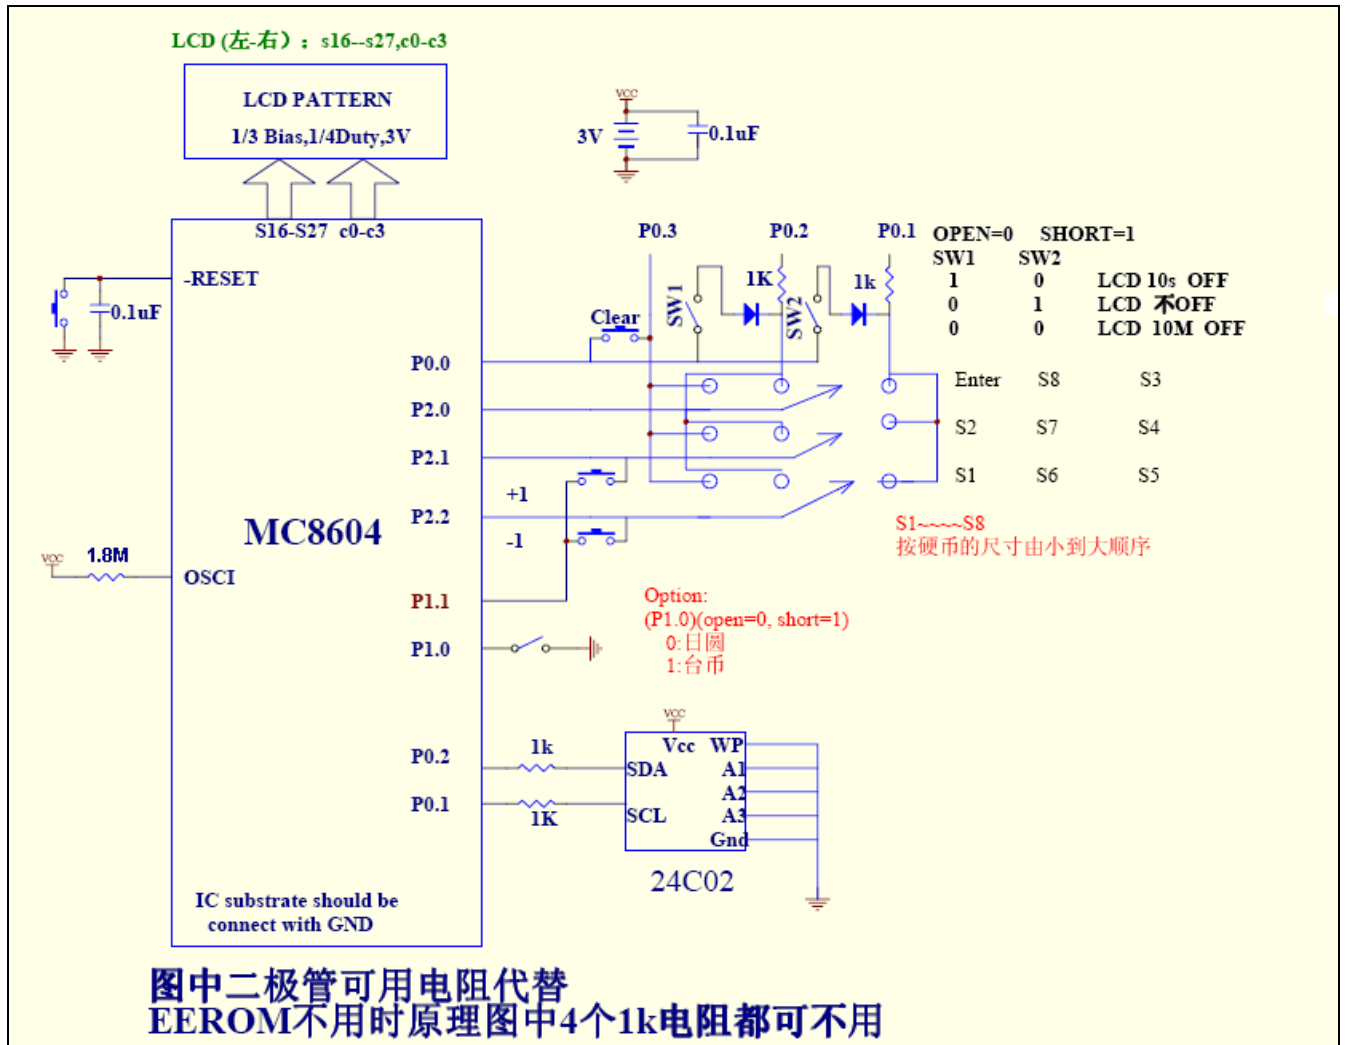 LCD (左-右）：s16--s27,c0-c3
LCD PATTERN
1/3 Bias,1/4Duty,3V
S16-S27 c0-c3
VCC
3V
0.1uF
-RESET
0.1uF
P0.3
P0.2
P0.1
OPEN=0 SHORT=1
SW1 SW2
1 0 LCD 10s OFF
0 1 LCD 不OFF
0 0 LCD 10M OFF
SW1
1K
SW2
1k
Clear
P0.0
P2.0
P2.1
P2.2
+1
-1
Enter S8 S3
S2 S7 S4
S1 S6 S5
S1~~~~S8
按硬币的尺寸由小到大顺序
MC8604
VCC
1.8M
OSCI
P1.1
P1.0
Option:
(P1.0)(open=0, short=1)
0:日圆
1:台币
P0.2
P0.1
1k
1K
VCC
Vcc WP
SDA A1
A2
SCL A3
Gnd
24C02
IC substrate should be
connect with GND
图中二极管可用电阻代替
EEROM不用时原理图中4个1k电阻都可不用